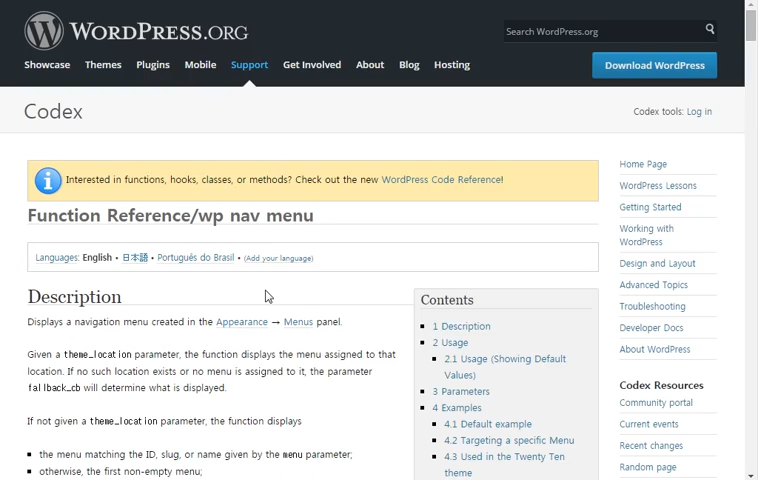 WORDPRESS.ORG
Search WordPress.org
Showcase Themes Plugins Mobile Support Get Involved About Blog Hosting
Download WordPress
Codex
Codex tools: Log in
Interested in functions, hooks, classes, or methods? Check out the new WordPress Code Reference!
Function Reference/wp nav menu
Languages: English • 日本語 • Português do Brasil • (Add your language)
Description
Displays a navigation menu created in the Appearance → Menus panel.
Given a theme_location parameter, the function displays the menu assigned to that
location. If no such location exists or no menu is assigned to it, the parameter
fallback_cb will determine what is displayed.
If not given a theme_location parameter, the function displays
▪ the menu matching the ID, slug, or name given by the menu parameter;
▪ otherwise, the first non-empty menu;
Contents
▪ 1 Description
▪ 2 Usage
▪ 2.1 Usage (Showing Default
Values)
▪ 3 Parameters
▪ 4 Examples
▪ 4.1 Default example
▪ 4.2 Targeting a specific Menu
▪ 4.3 Used in the Twenty Ten
theme
Home Page
WordPress Lessons
Getting Started
Working with
WordPress
Design and Layout
Advanced Topics
Troubleshooting
Developer Docs
About WordPress
Codex Resources
Community portal
Current events
Recent changes
Random page